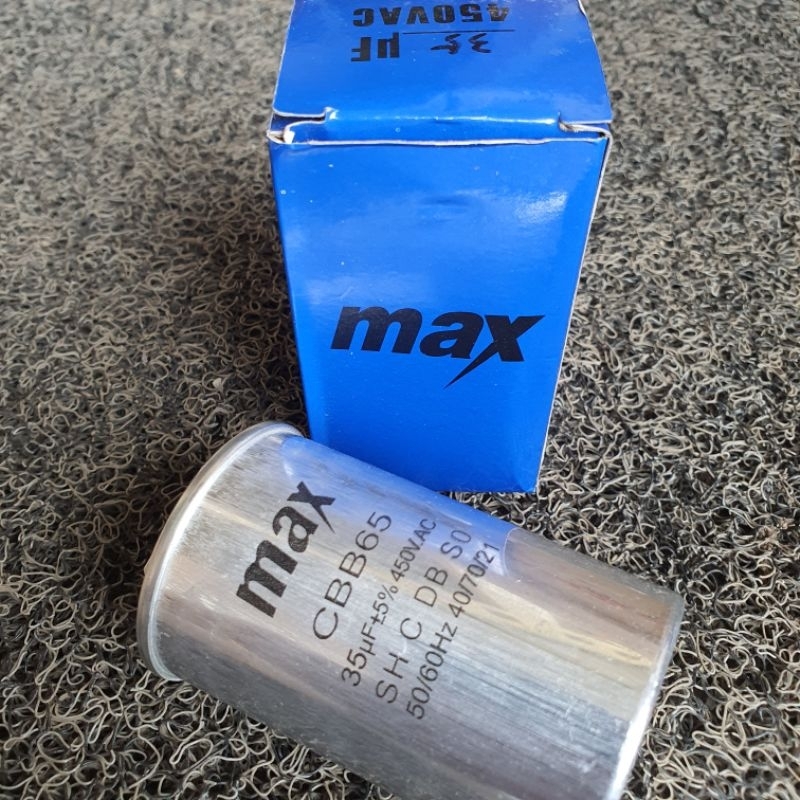 35 µF
450VAC
max
max
CBB65
35µF±5% 450VAC
SH C DB S0
50/60Hz 40/70/21